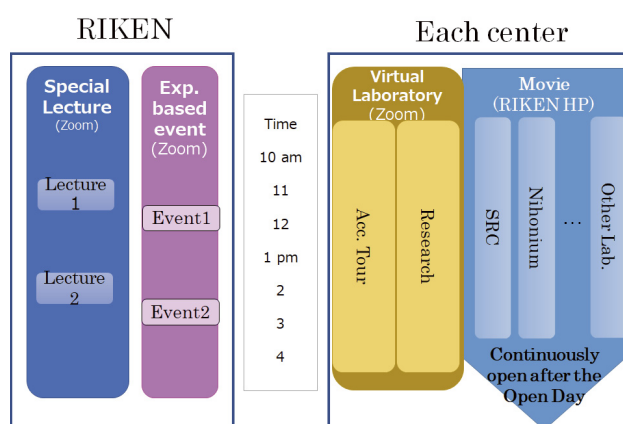 RIKEN
Special
Lecture
(Zoom)
Lecture
1
Lecture
2
Exp.
based
event
(Zoom)
Event1
Event2
Time
10 am
11
12
1 pm
2
3
4
Each center
Virtual
Laboratory
(Zoom)
Acc. Tour
Research
Movie
(RIKEN HP)
SRC
Nihonium
…
Other Lab.
Continuously
open after the
Open Day